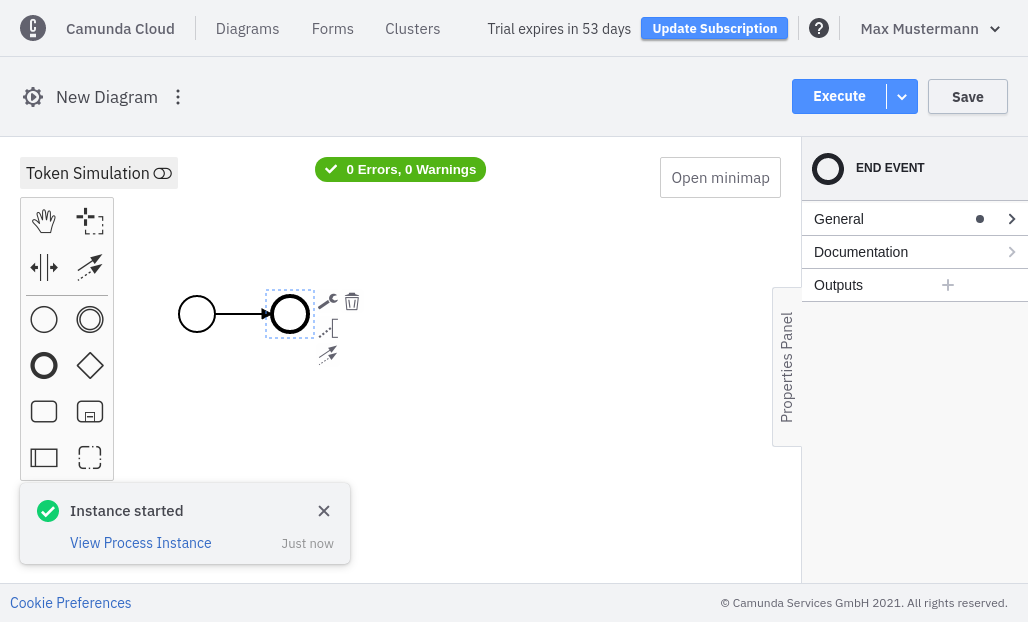 Camunda Cloud
Diagrams
Forms
Clusters
Trial expires in 53 days
Update Subscription
Max Mustermann
New Diagram
Execute
Save
Token Simulation
0 Errors, 0 Warnings
Open minimap
END EVENT
General
Documentation
Outputs
Properties Panel
Instance started
View Process Instance
Just now
Cookie Preferences
© Camunda Services GmbH 2021. All rights reserved.